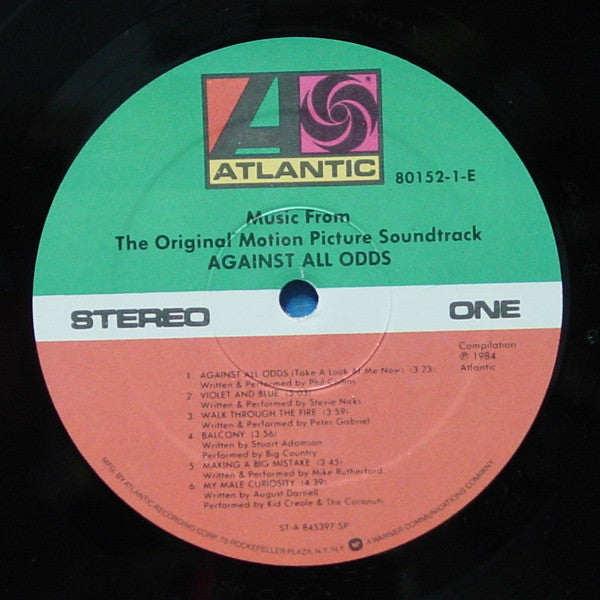 A
ATLANTIC
80152-1-E
Music From
The Original Motion Picture Soundtrack
AGAINST ALL ODDS
STEREO
ONE
Compilation
℗ 1984
Atlantic
1 AGAINST ALL ODDS (Take A Look At Me Now) (3:23)
Written & Performed by Phil Collins
2 VIOLET AND BLUE (5:03)
Written & Performed by Stevie Nicks
3 WALK THROUGH THE FIRE (3:59)
Written & Performed by Peter Gabriel
4 BALCONY (3:56)
Written by Stuart Adamson
Performed by Big Country
5 MAKING A BIG MISTAKE (3:45)
Written & Performed by Mike Rutherford
6 MY MALE CURIOSITY (4:39)
Written by August Darnell
Performed by Kid Creole & The Coconuts
ST-A 845397 SP
MFG. BY ATLANTIC RECORDING CORP., 75 ROCKEFELLER PLAZA, N.Y. N.Y. A WARNER COMMUNICATIONS COMPANY